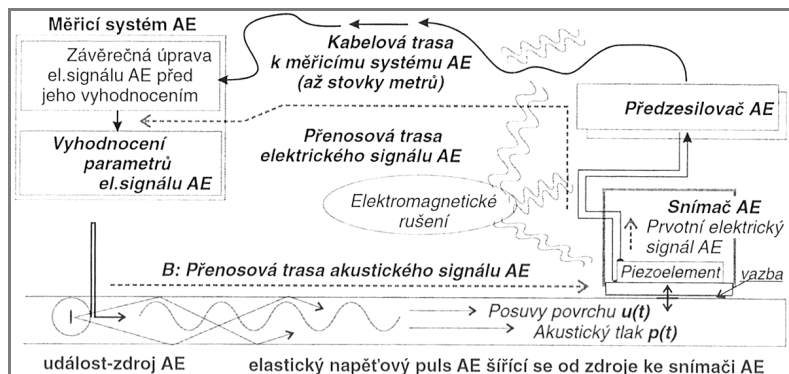 Měřicí systém AE
Závěrečná úprava
el.signálu AE před
jeho vyhodnocením
Vyhodnocení
parametrů
el.signálu AE
Kabelová trasa
k měřicímu systému AE
(až stovky metrů)
Předzesilovač AE
Přenosová trasa
elektrického signálu AE
Elektromagnetické
rušení
Snímač AE
Prvotní elektrický
signál AE
Piezoelement
vazba
B: Přenosová trasa akustického signálu AE
Posuvy povrchu u(t)
Akustický tlak p(t)
událost-zdroj AE
elastický napěťový puls AE šířící se od zdroje ke snímači AE